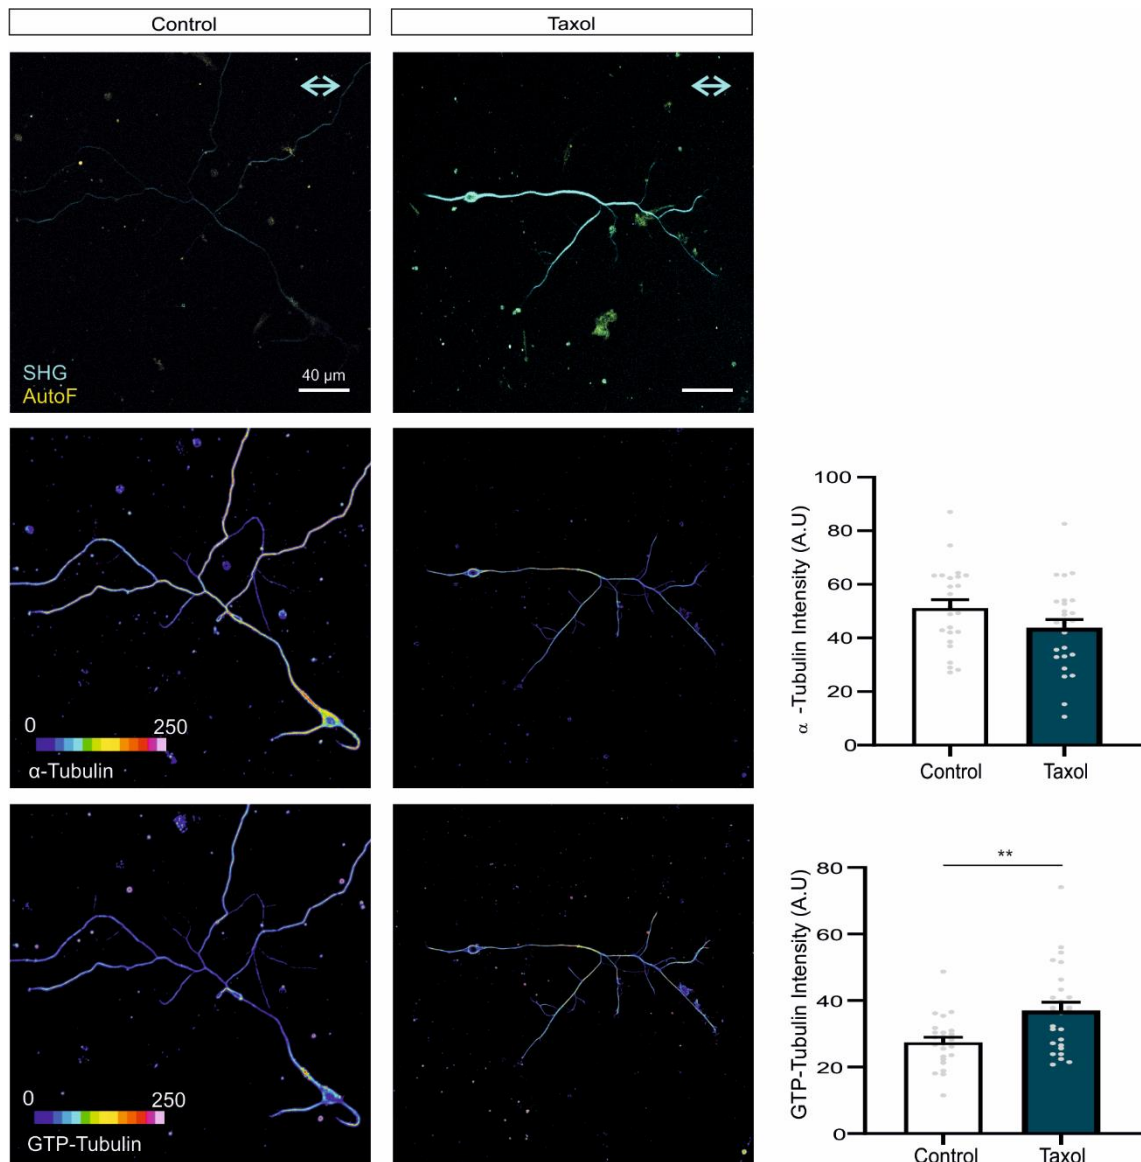 Control
Taxol
SHG
AutoF
40 µm
0 250
α-Tubulin
α -Tubulin Intensity (A.U)
100
80
60
40
20
0
Control Taxol
0 250
GTP-Tubulin
GTP-Tubulin Intensity (A.U)
**
80
60
40
20
0
Control Taxol